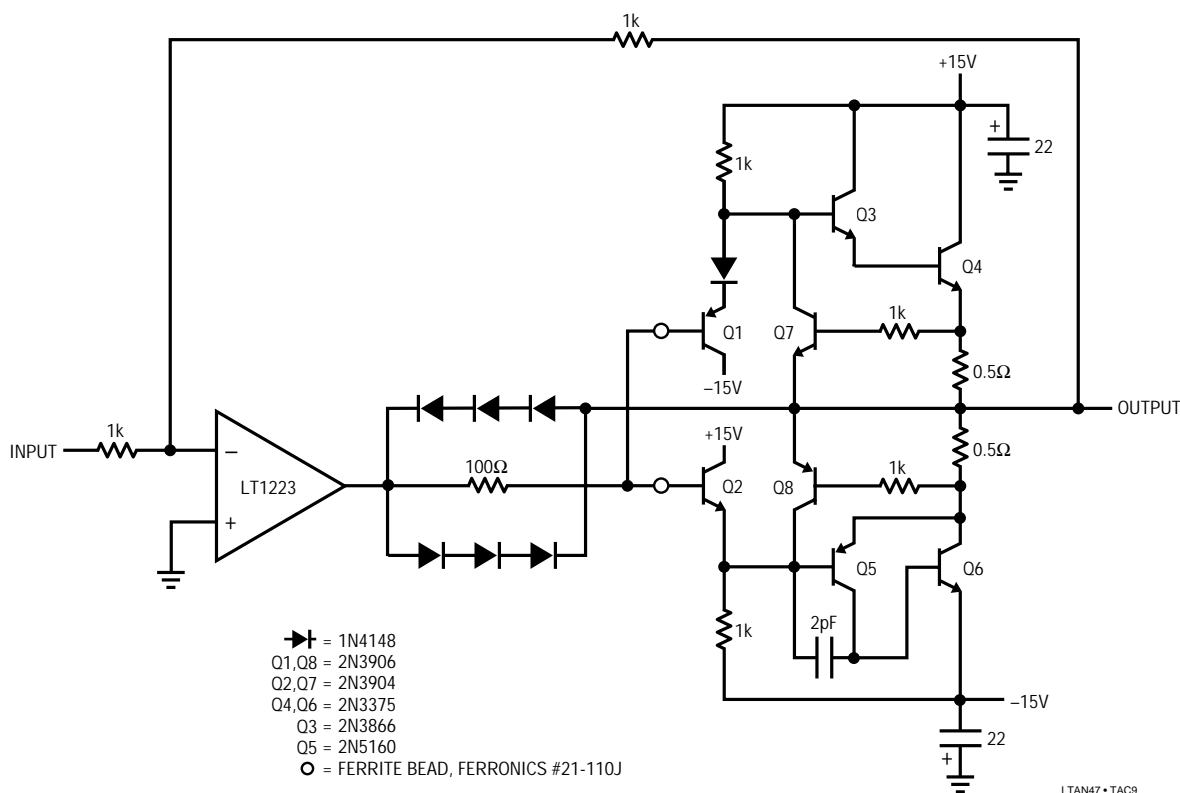 1k
+15V
+
22
1k
Q3
Q4
1k
Q1
Q7
0.5Ω
–15V
OUTPUT
+15V
0.5Ω
INPUT
1k
–
100Ω
1k
LT1223
Q2
Q8
+
Q5
Q6
1k
2pF
= 1N4148
Q1,Q8 = 2N3906
Q2,Q7 = 2N3904
Q4,Q6 = 2N3375
Q3 = 2N3866
Q5 = 2N5160
= FERRITE BEAD, FERRONICS #21-110J
–15V
22
+
LTAN47 • TAC9